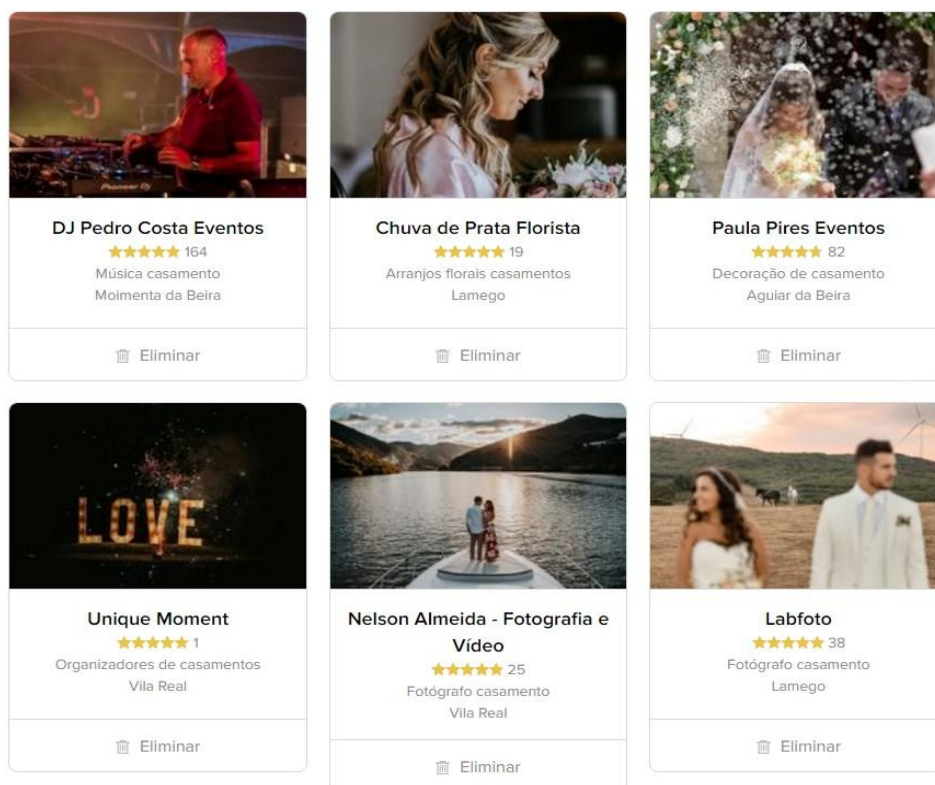 Pioneer Dj
DJ Pedro Costa Eventos
164
Música casamento
Moimenta da Beira
Eliminar
Chuva de Prata Florista
19
Arranjos florais casamentos
Lamego
Eliminar
Paula Pires Eventos
82
Decoração de casamento
Aguiar da Beira
Eliminar
LOVE
Unique Moment
1
Organizadores de casamentos
Vila Real
Eliminar
Nelson Almeida - Fotografia e
Vídeo
25
Fotógrafo casamento
Vila Real
Eliminar
Labfoto
38
Fotógrafo casamento
Lamego
Eliminar